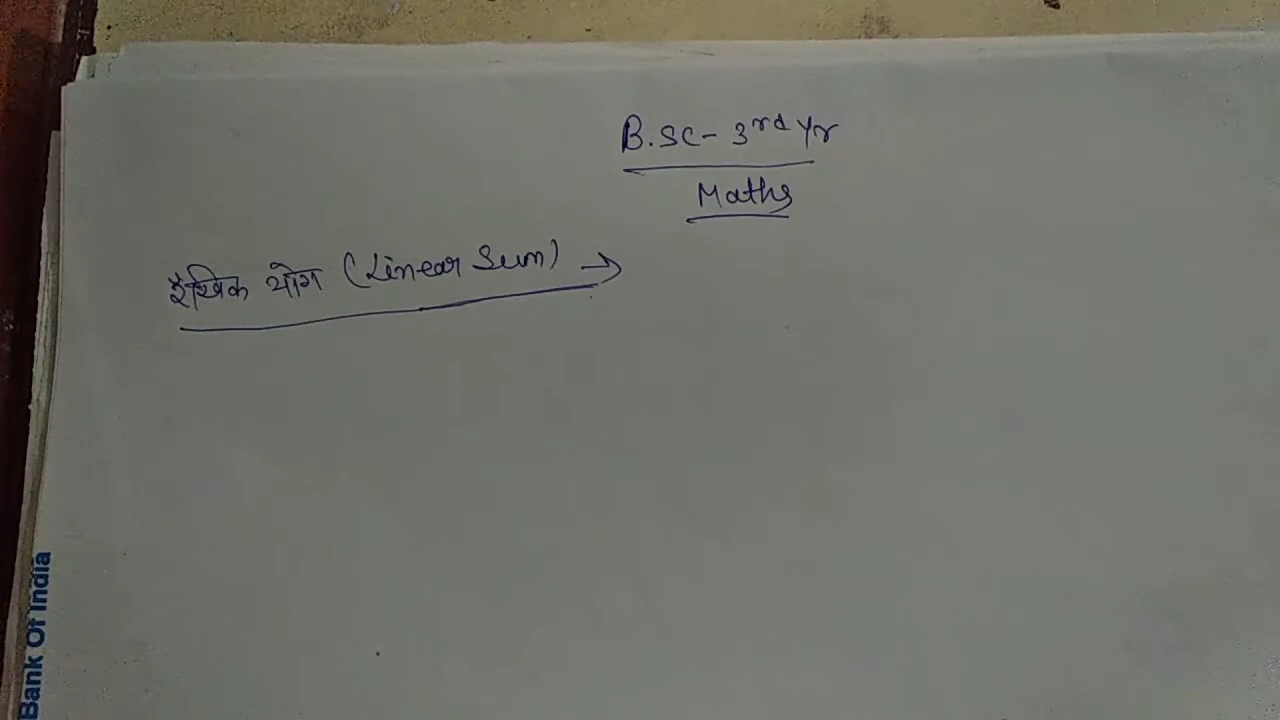 B.Sc- 3rd Yr
Maths
रैखिक योग (Linear Sum) →
Bank Of India